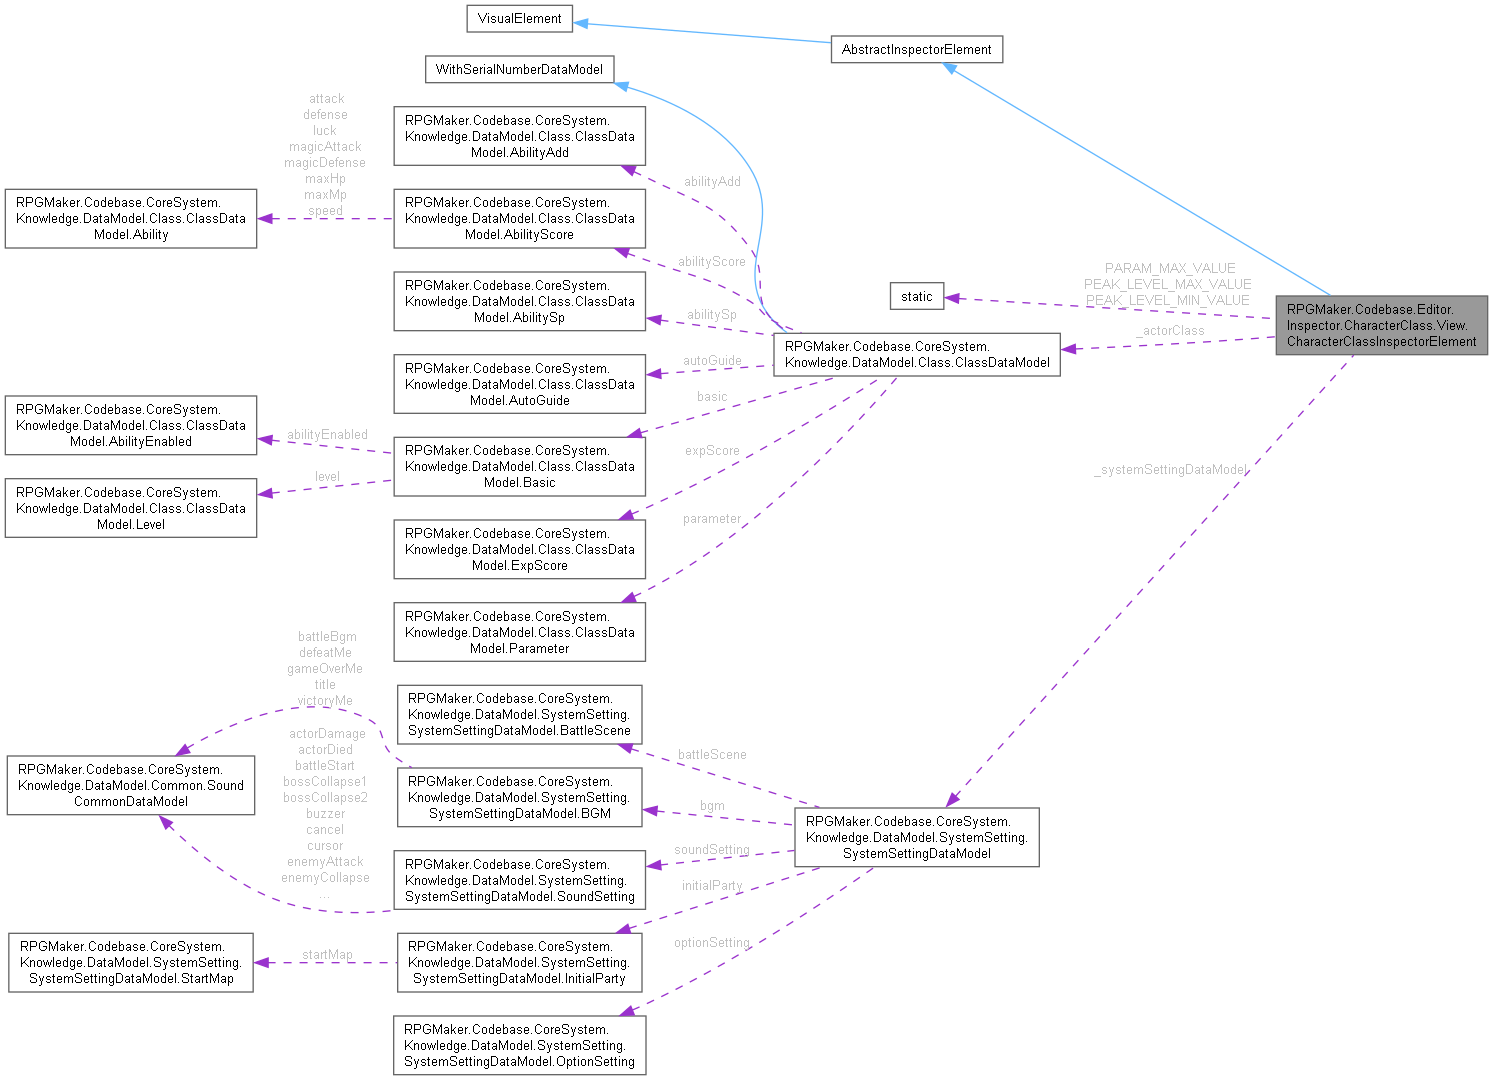 VisualElement
AbstractInspectorElement
WithSerialNumberDataModel
attack
defense
luck
magicAttack
magicDefense
maxHp
maxMp
speed
RPGMaker.Codebase.CoreSystem.
Knowledge.DataModel.Class.ClassData
Model.AbilityAdd
abilityAdd
RPGMaker.Codebase.CoreSystem.
Knowledge.DataModel.Class.ClassData
Model.Ability
RPGMaker.Codebase.CoreSystem.
Knowledge.DataModel.Class.ClassData
Model.AbilityScore
abilityScore
RPGMaker.Codebase.CoreSystem.
Knowledge.DataModel.Class.ClassData
Model.AbilitySp
abilitySp
static
PARAM_MAX_VALUE
PEAK_LEVEL_MAX_VALUE
PEAK_LEVEL_MIN_VALUE
RPGMaker.Codebase.Editor.
Inspector.CharacterClass.View.
CharacterClassInspectorElement
_actorClass
RPGMaker.Codebase.CoreSystem.
Knowledge.DataModel.Class.ClassDataModel
RPGMaker.Codebase.CoreSystem.
Knowledge.DataModel.Class.ClassData
Model.AutoGuide
autoGuide
basic
RPGMaker.Codebase.CoreSystem.
Knowledge.DataModel.Class.ClassData
Model.AbilityEnabled
abilityEnabled
RPGMaker.Codebase.CoreSystem.
Knowledge.DataModel.Class.ClassData
Model.Basic
expScore
_systemSettingDataModel
level
RPGMaker.Codebase.CoreSystem.
Knowledge.DataModel.Class.ClassData
Model.Level
parameter
RPGMaker.Codebase.CoreSystem.
Knowledge.DataModel.Class.ClassData
Model.ExpScore
RPGMaker.Codebase.CoreSystem.
Knowledge.DataModel.Class.ClassData
Model.Parameter
battleBgm
defeatMe
gameOverMe
title
victoryMe
RPGMaker.Codebase.CoreSystem.
Knowledge.DataModel.SystemSetting.
SystemSettingDataModel.BattleScene
battleScene
actorDamage
actorDied
battleStart
bossCollapse1
bossCollapse2
buzzer
cancel
cursor
enemyAttack
enemyCollapse
...
RPGMaker.Codebase.CoreSystem.
Knowledge.DataModel.Common.Sound
CommonDataModel
RPGMaker.Codebase.CoreSystem.
Knowledge.DataModel.SystemSetting.
SystemSettingDataModel.BGM
bgm
RPGMaker.Codebase.CoreSystem.
Knowledge.DataModel.SystemSetting.
SystemSettingDataModel
soundSetting
RPGMaker.Codebase.CoreSystem.
Knowledge.DataModel.SystemSetting.
SystemSettingDataModel.SoundSetting
initialParty
RPGMaker.Codebase.CoreSystem.
Knowledge.DataModel.SystemSetting.
SystemSettingDataModel.StartMap
startMap
RPGMaker.Codebase.CoreSystem.
Knowledge.DataModel.SystemSetting.
SystemSettingDataModel.InitialParty
optionSetting
RPGMaker.Codebase.CoreSystem.
Knowledge.DataModel.SystemSetting.
SystemSettingDataModel.OptionSetting